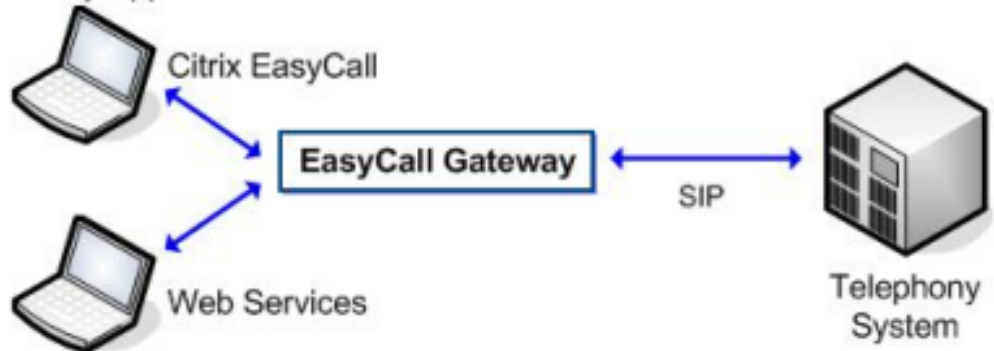 Citrix EasyCall
EasyCall Gateway
SIP
Web Services
Telephony
System